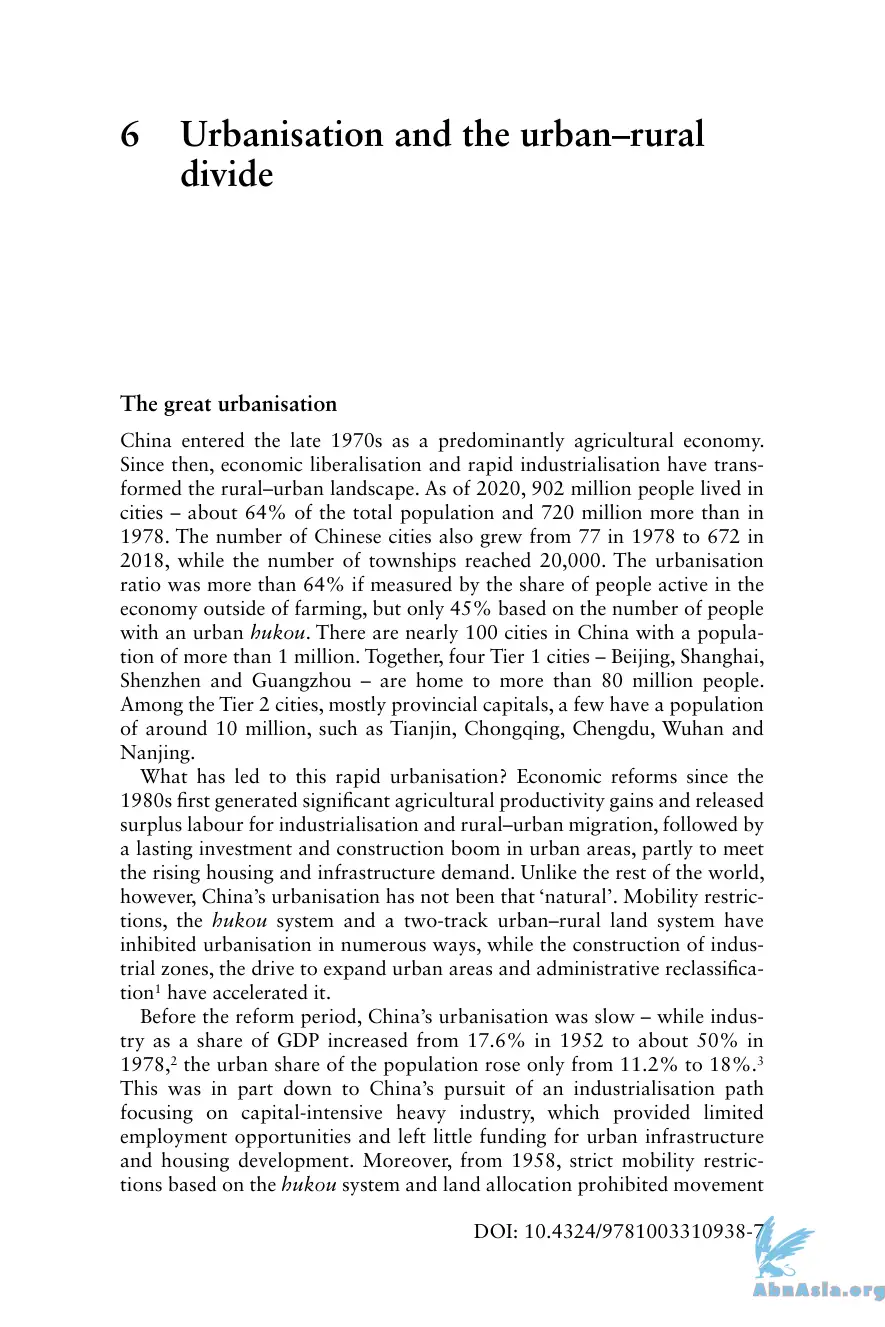 6 Urbanisation and the urban–rural
divide
The great urbanisation
China entered the late 1970s as a predominantly agricultural economy.
Since then, economic liberalisation and rapid industrialisation have trans-
formed the rural–urban landscape. As of 2020, 902 million people lived in
cities – about 64% of the total population and 720 million more than in
1978. The number of Chinese cities also grew from 77 in 1978 to 672 in
2018, while the number of townships reached 20,000. The urbanisation
ratio was more than 64% if measured by the share of people active in the
economy outside of farming, but only 45% based on the number of people
with an urban hukou. There are nearly 100 cities in China with a popula-
tion of more than 1 million. Together, four Tier 1 cities – Beijing, Shanghai,
Shenzhen and Guangzhou – are home to more than 80 million people.
Among the Tier 2 cities, mostly provincial capitals, a few have a population
of around 10 million, such as Tianjin, Chongqing, Chengdu, Wuhan and
Nanjing.
What has led to this rapid urbanisation? Economic reforms since the
1980s first generated significant agricultural productivity gains and released
surplus labour for industrialisation and rural–urban migration, followed by
a lasting investment and construction boom in urban areas, partly to meet
the rising housing and infrastructure demand. Unlike the rest of the world,
however, China's urbanisation has not been that 'natural'. Mobility restric-
tions, the hukou system and a two-track urban–rural land system have
inhibited urbanisation in numerous ways, while the construction of indus-
trial zones, the drive to expand urban areas and administrative reclassifica-
tion¹ have accelerated it.
Before the reform period, China's urbanisation was slow – while indus-
try as a share of GDP increased from 17.6% in 1952 to about 50% in
1978,² the urban share of the population rose only from 11.2% to 18%.³
This was in part down to China's pursuit of an industrialisation path
focusing on capital-intensive heavy industry, which provided limited
employment opportunities and left little funding for urban infrastructure
and housing development. Moreover, from 1958, strict mobility restric-
tions based on the hukou system and land allocation prohibited movement
DOI: 10.4324/9781003310938-7
AbnAsia.org